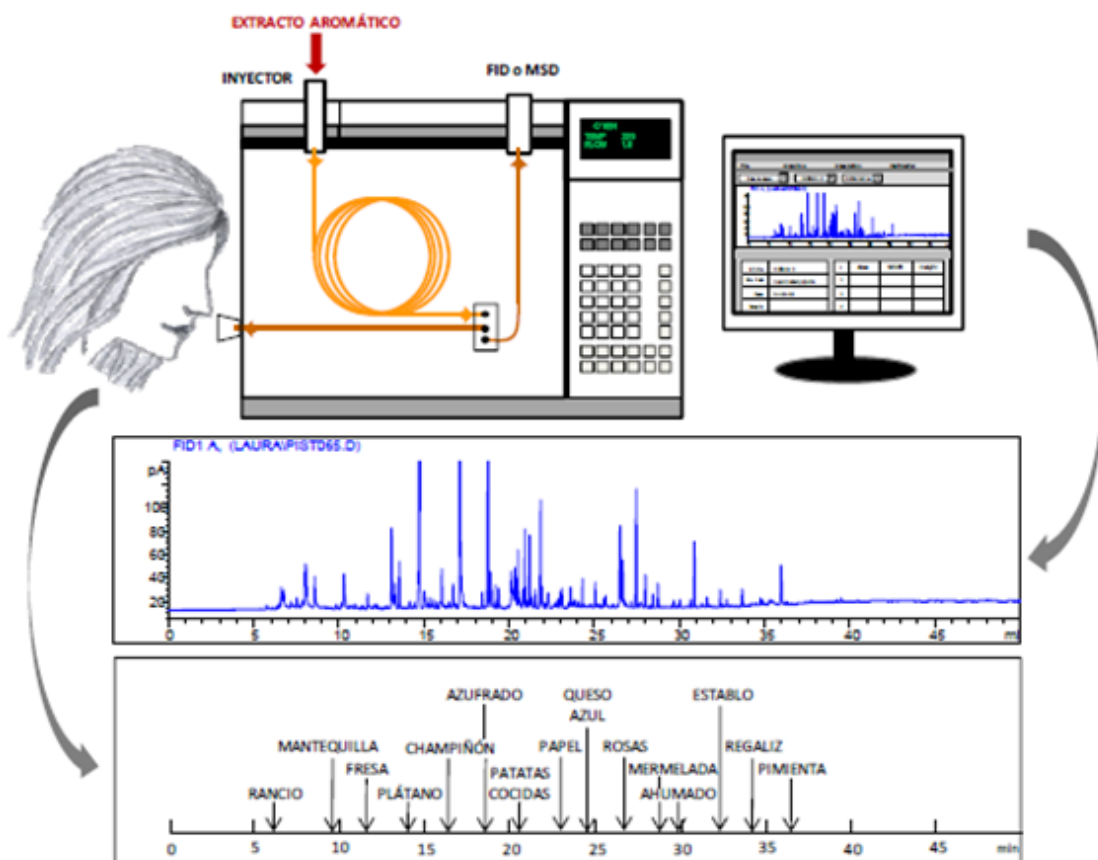 EXTRACTO AROMÁTICO
INYECTOR
FID o MSD
FID1 A, (LAURA\PIST065.D)
pA
100
80
60
40
20
0 5 10 15 20 25 30 35 40 45
AZUFRADO QUESO AZUL ESTABLO
MANTEQUILLA CHAMPIÑÓN PAPEL ROSAS REGALIZ
FRESA PATATAS COCIDAS MERMELADA PIMIENTA
RANCIO PLÁTANO AHUMADO
0 5 10 15 20 25 30 35 40 45 min